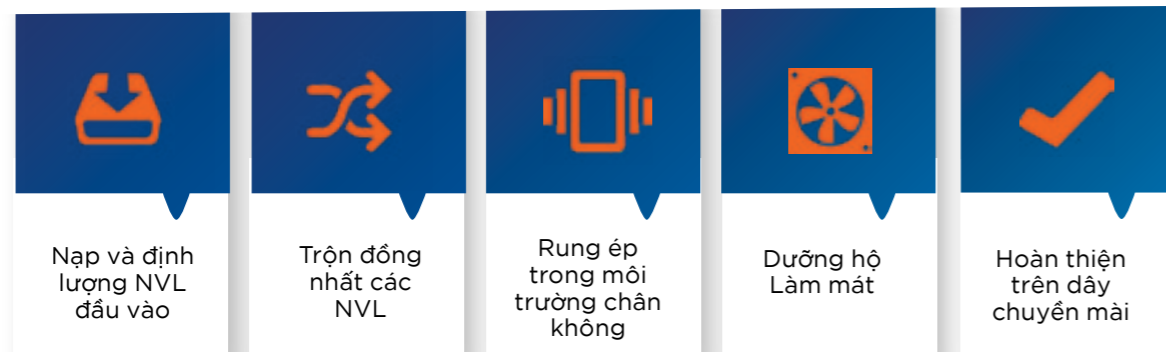 Nạp và định
lượng NVL
đầu vào
Trộn đồng
nhất các
NVL
Rung ép
trong môi
trường chân
không
Dưỡng hộ
Làm mát
Hoàn thiện
trên dây
chuyền mài